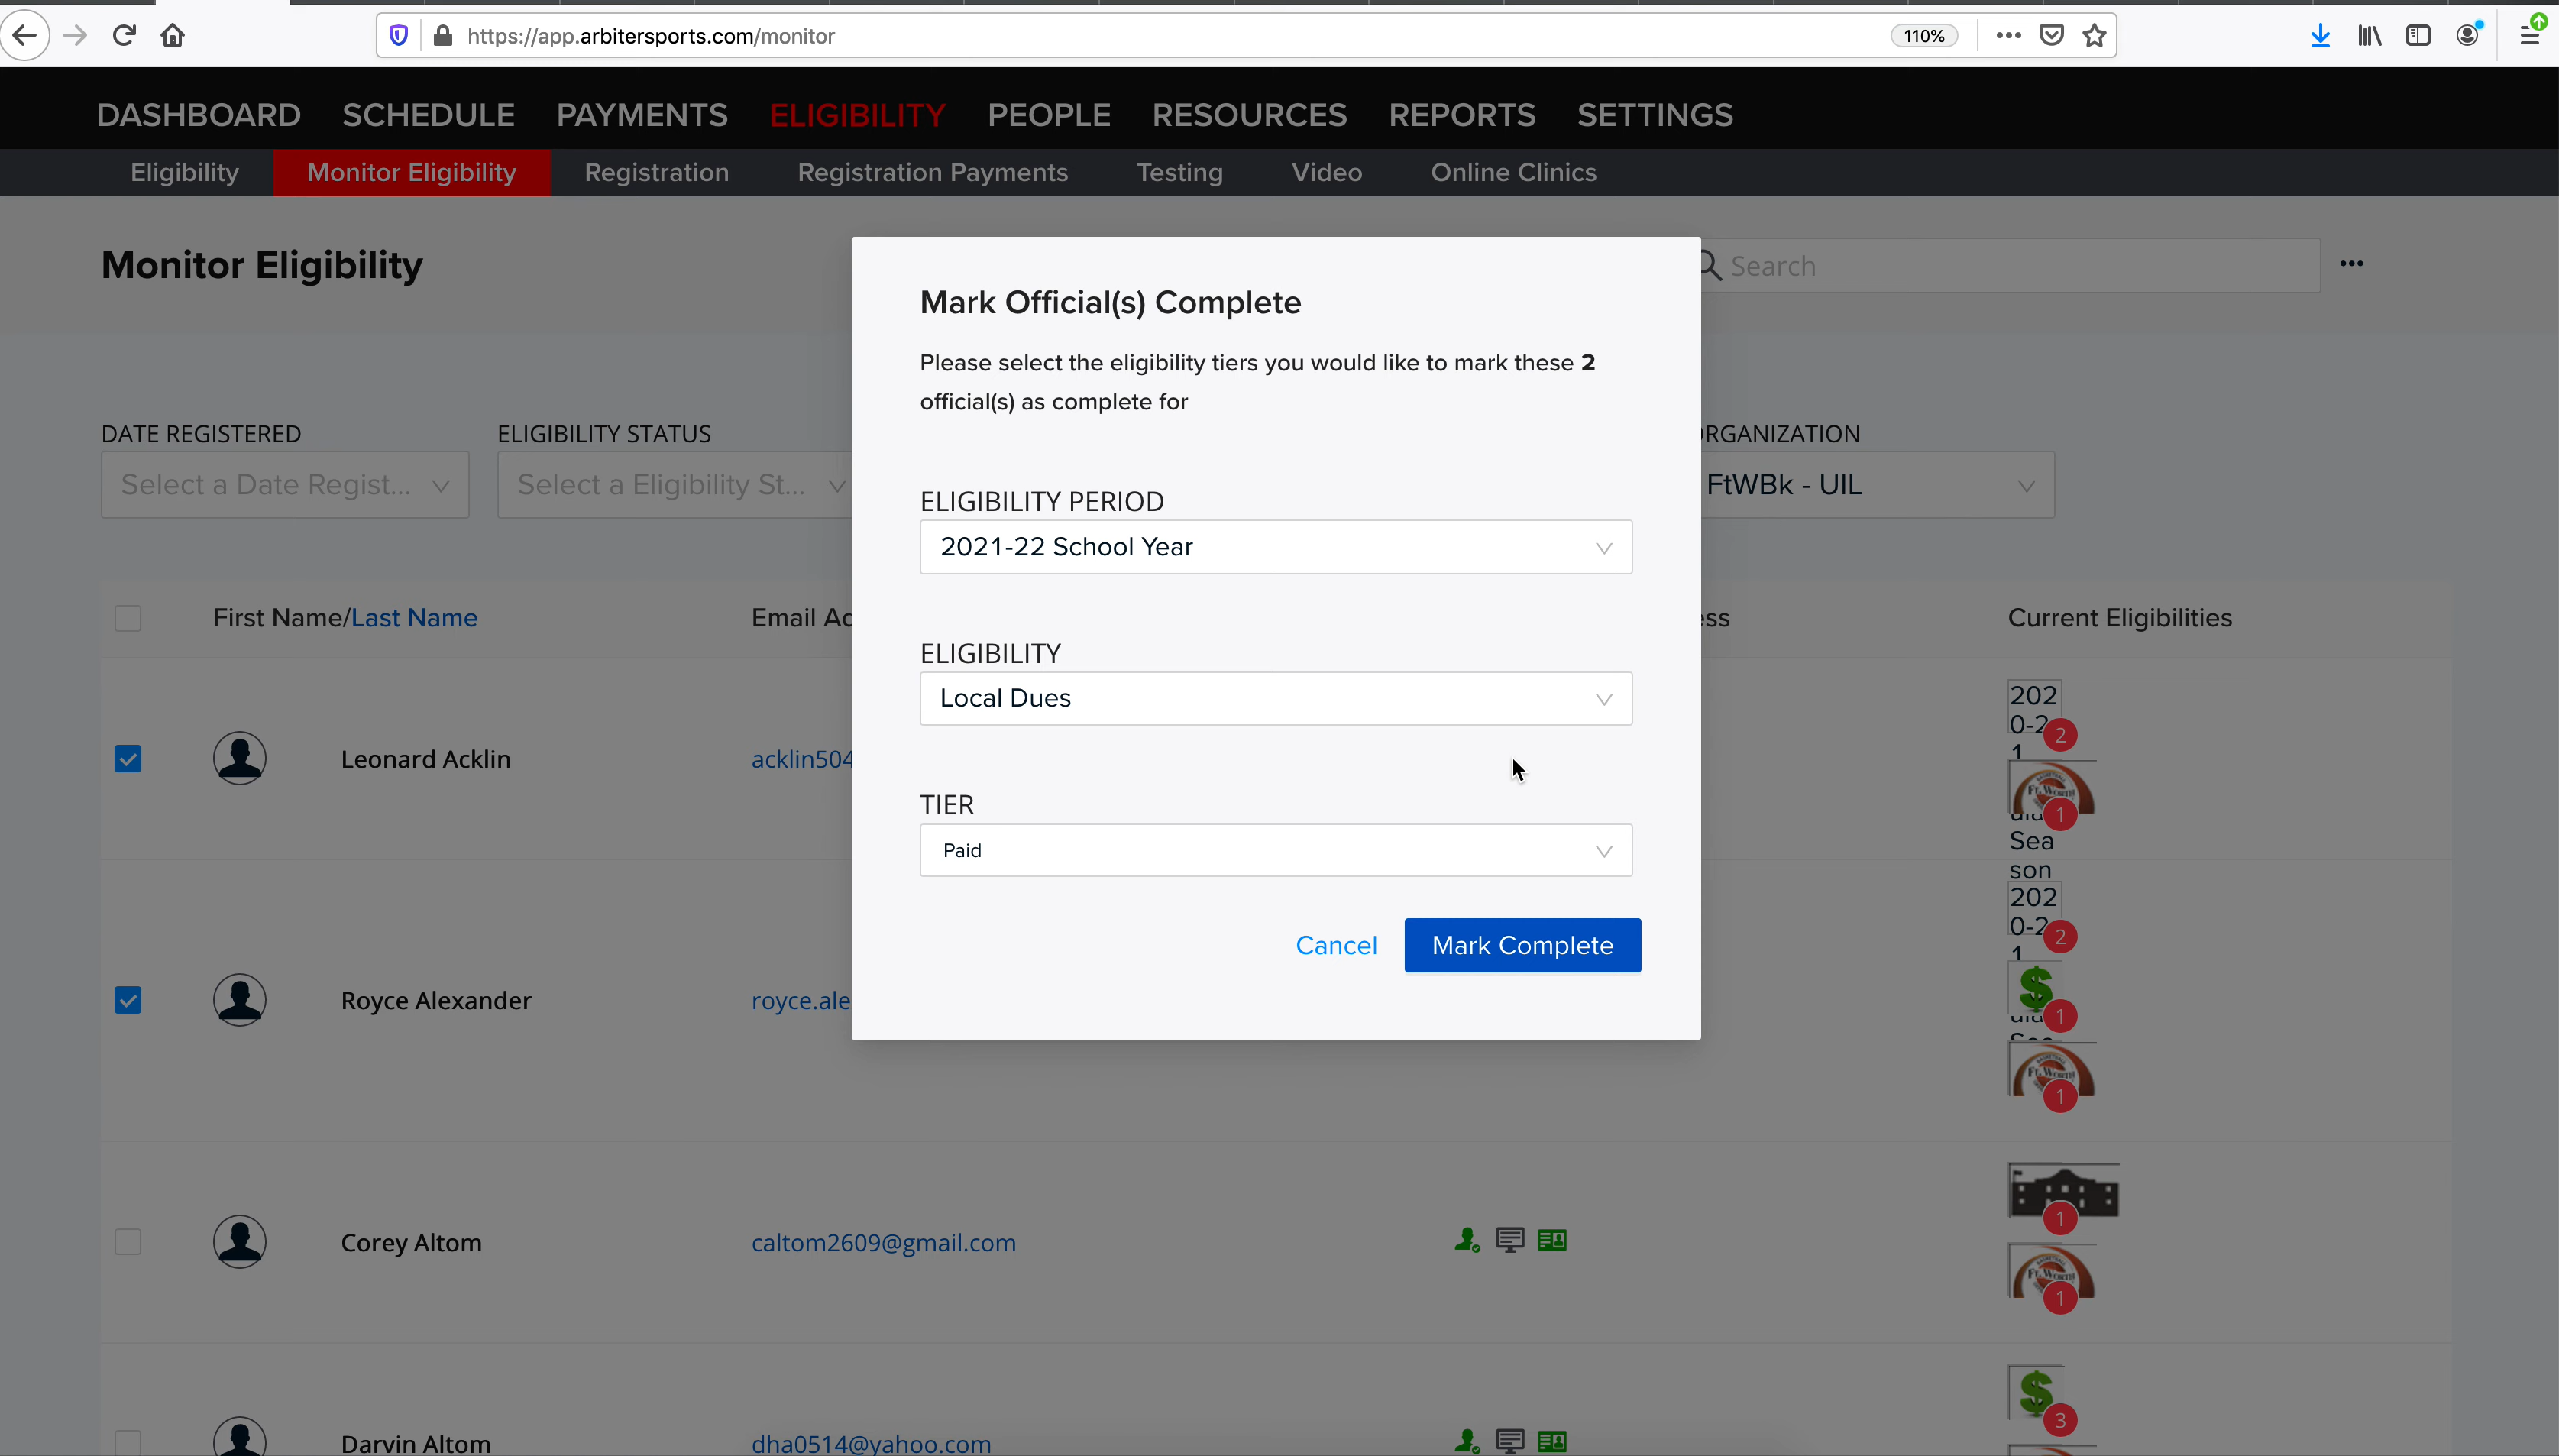 https://app.arbitersports.com/monitor
110%
DASHBOARD SCHEDULE PAYMENTS ELIGIBILITY PEOPLE RESOURCES REPORTS SETTINGS
Eligibility Monitor Eligibility Registration Registration Payments Testing Video Online Clinics
Monitor Eligibility
Search
Mark Official(s) Complete
Please select the eligibility tiers you would like to mark these 2
official(s) as complete for
DATE REGISTERED ELIGIBILITY STATUS RGANIZATION
Select a Date Regist... Select a Eligibility St... FtWBk - UIL
ELIGIBILITY PERIOD
2021-22 School Year
First Name/Last Name Email Ac ess Current Eligibilities
ELIGIBILITY
Local Dues
Leonard Acklin acklin504
202
0-2
1
2
FT. WORTH
1
Sea
son
TIER
Paid
Cancel Mark Complete
Royce Alexander royce.ale
202
0-2
1
2
$
1
FT. WORTH
1
Corey Altom caltom2609@gmail.com
1
FT. WORTH
1
Darvin Altom dha0514@yahoo.com
$
3